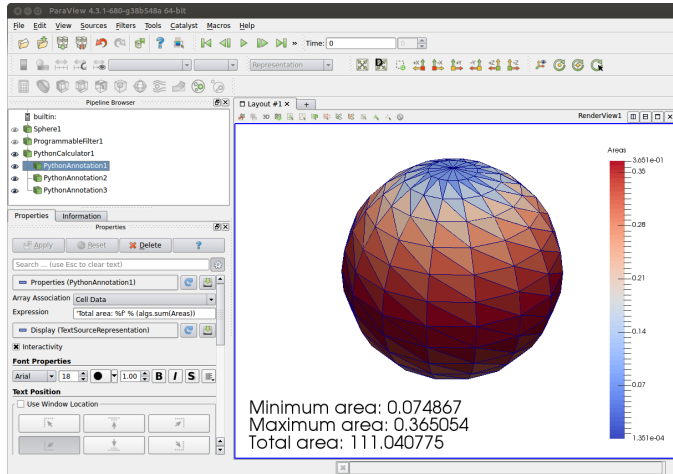 ParaView 4.3.1-680-g38b548a 64-bit
File Edit View Sources Filters Tools Catalyst Macros Help
Time: 0 0
Representation
Pipeline Browser
builtin:
Sphere1
ProgrammableFilter1
PythonCalculator1
PythonAnnotation1
PythonAnnotation2
PythonAnnotation3
Properties Information
Properties
Apply Reset Delete ?
Search ... (use Esc to clear text)
Properties (PythonAnnotation1)
Array Association Cell Data
Expression 'Total area: %f' % (algs.sum(Areas))
Display (TextSourceRepresentation)
Interactivity
Font Properties
Arial 18 1.00 B I S
Text Position
Use Window Location
Layout #1 × +
3D RenderView1
Areas
3.651e-01
0.35
0.28
0.21
0.14
0.07
1.351e-04
Minimum area: 0.074867
Maximum area: 0.365054
Total area: 111.040775